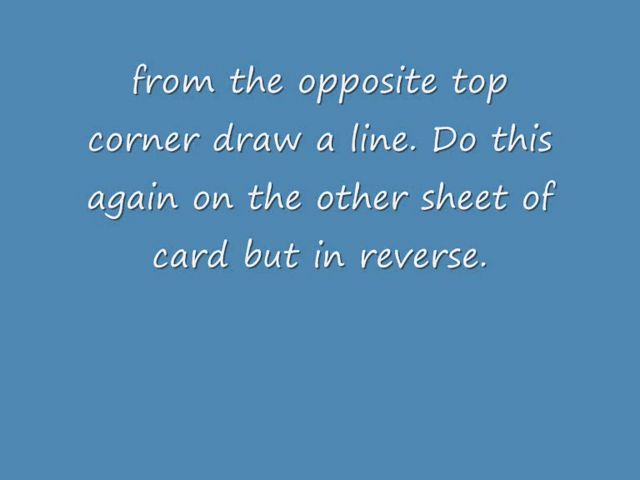 from the opposite top
corner draw a line. Do this
again on the other sheet of
card but in reverse.